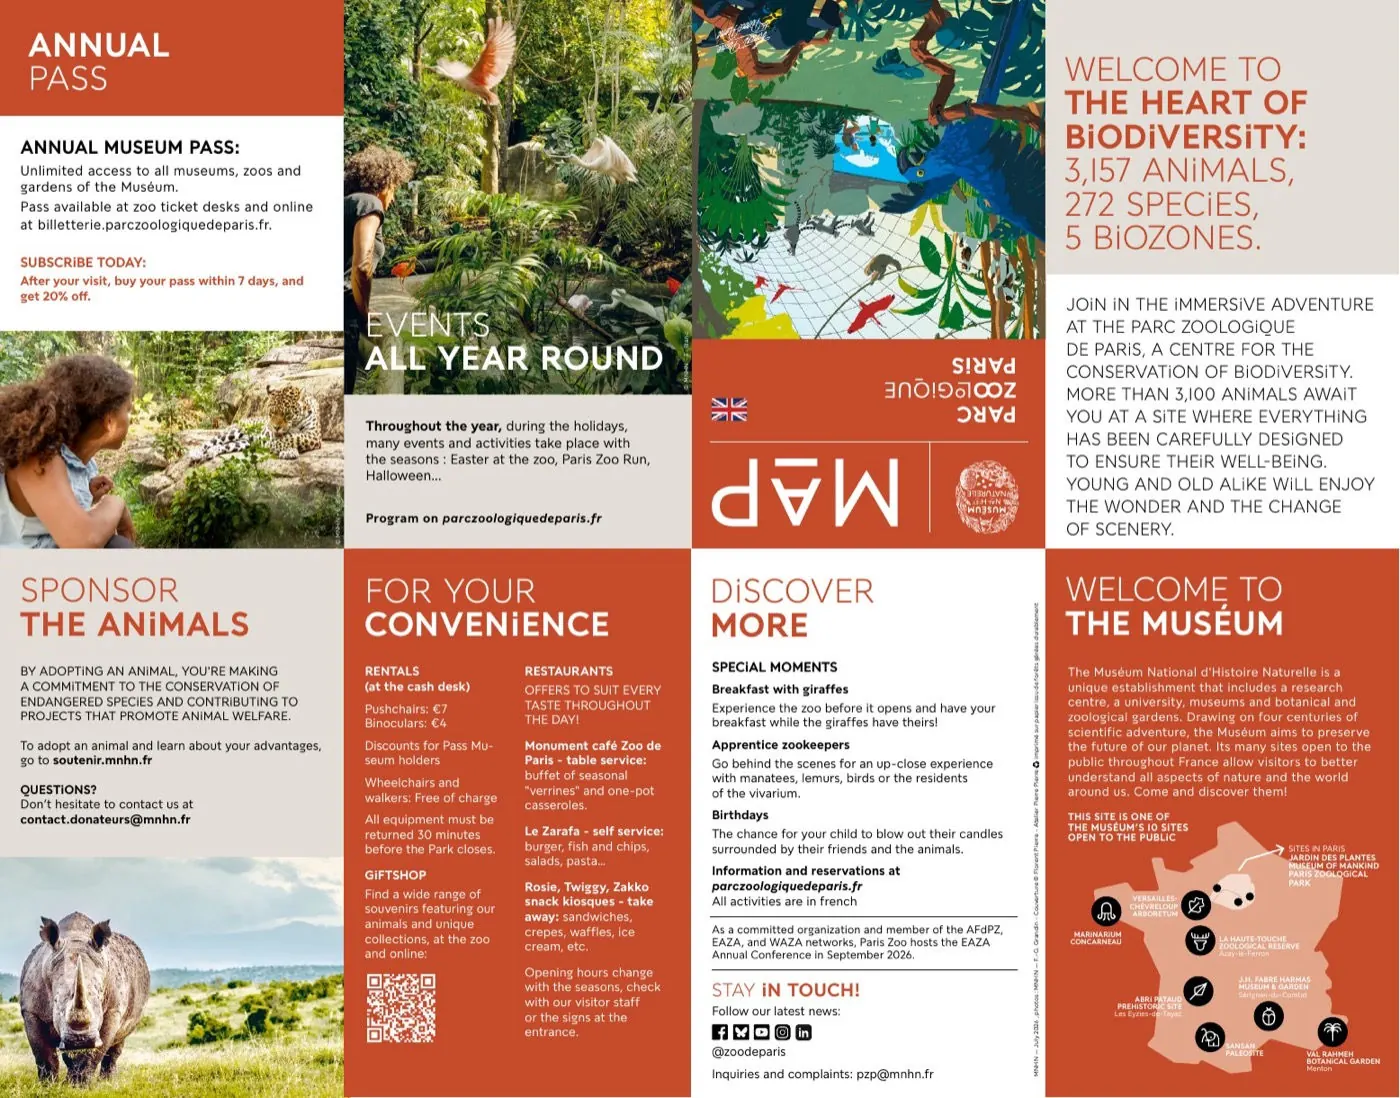 ANNUAL
PASS
ANNUAL MUSEUM PASS:
Unlimited access to all museums, zoos and
gardens of the Muséum.
Pass available at zoo ticket desks and online
at billetterie.parczoologiquedeparis.fr.
SUBSCRiBE TODAY:
After your visit, buy your pass within 7 days, and
get 20% off.
EVENTS
ALL YEAR ROUND
Throughout the year, during the holidays,
many events and activities take place with
the seasons : Easter at the zoo, Paris Zoo Run,
Halloween...
Program on parczoologiquedeparis.fr
MAP
MUSÉUM
NATURELLE
PARC
ZOOLOGiQUE
PARiS
WELCOME TO
THE HEART OF
BiODiVERSiTY:
3,157 ANiMALS,
272 SPECiES,
5 BiOZONES.
JOiN iN THE iMMERSiVE ADVENTURE
AT THE PARC ZOOLOGiQUE
DE PARiS, A CENTRE FOR THE
CONSERVATiON OF BiODiVERSiTY.
MORE THAN 3,100 ANiMALS AWAiT
YOU AT A SiTE WHERE EVERYTHiNG
HAS BEEN CAREFULLY DESiGNED
TO ENSURE THEiR WELL-BEiNG.
YOUNG AND OLD ALiKE WiLL ENJOY
THE WONDER AND THE CHANGE
OF SCENERY.
SPONSOR
THE ANiMALS
BY ADOPTiNG AN ANiMAL, YOU'RE MAKiNG
A COMMiTMENT TO THE CONSERVATiON OF
ENDANGERED SPECiES AND CONTRiBUTiNG TO
PROJECTS THAT PROMOTE ANiMAL WELFARE.
To adopt an animal and learn about your advantages,
go to soutenir.mnhn.fr
QUESTiONS?
Don't hesitate to contact us at
contact.donateurs@mnhn.fr
FOR YOUR
CONVENiENCE
RENTALS
(at the cash desk)
Pushchairs: €7
Binoculars: €4
Discounts for Pass Mu-
seum holders
Wheelchairs and
walkers: Free of charge
All equipment must be
returned 30 minutes
before the Park closes.
GiFTSHOP
Find a wide range of
souvenirs featuring our
animals and unique
collections, at the zoo
and online:
RESTAURANTS
OFFERS TO SUIT EVERY
TASTE THROUGHOUT
THE DAY!
Monument café Zoo de
Paris - table service:
buffet of seasonal
"verrines" and one-pot
casseroles.
Le Zarafa - self service:
burger, fish and chips,
salads, pasta...
Rosie, Twiggy, Zakko
snack kiosques - take
away: sandwiches,
crepes, waffles, ice
cream, etc.
Opening hours change
with the seasons, check
with our visitor staff
or the signs at the
entrance.
DiSCOVER
MORE
SPECiAL MOMENTS
Breakfast with giraffes
Experience the zoo before it opens and have your
breakfast while the giraffes have theirs!
Apprentice zookeepers
Go behind the scenes for an up-close experience
with manatees, lemurs, birds or the residents
of the vivarium.
Birthdays
The chance for your child to blow out their candles
surrounded by their friends and the animals.
Information and reservations at
parczoologiquedeparis.fr
All activities are in french
As a committed organization and member of the AFdPZ,
EAZA, and WAZA networks, Paris Zoo hosts the EAZA
Annual Conference in September 2026.
STAY iN TOUCH!
Follow our latest news:
@zoodeparis
Inquiries and complaints: pzp@mnhn.fr
WELCOME TO
THE MUSÉUM
The Muséum National d'Histoire Naturelle is a
unique establishment that includes a research
centre, a university, museums and botanical and
zoological gardens. Drawing on four centuries of
scientific adventure, the Muséum aims to preserve
the future of our planet. Its many sites open to the
public throughout France allow visitors to better
understand all aspects of nature and the world
around us. Come and discover them!
THiS SiTE iS ONE OF
THE MUSÉUM'S 10 SiTES
OPEN TO THE PUBLiC
SiTES iN PARiS
JARDiN DES PLANTES
MUSEUM OF MANKiND
PARiS ZOOLOGiCAL
PARK
VERSAiLLES-
CHÈVRELOUP
ARBORETUM
MARiNARiUM
CONCARNEAU
LA HAUTE-TOUCHE
ZOOLOGiCAL RESERVE
Azay-le-Ferron
J.H. FABRE HARMAS
MUSEUM & GARDEN
Sérignan-du-Comtat
ABRi PATAUD
PREHiSTORiC SiTE
Les Eyzies-de-Tayac
SANSAN
PALEOSiTE
VAL RAHMEH
BOTANiCAL GARDEN
Menton